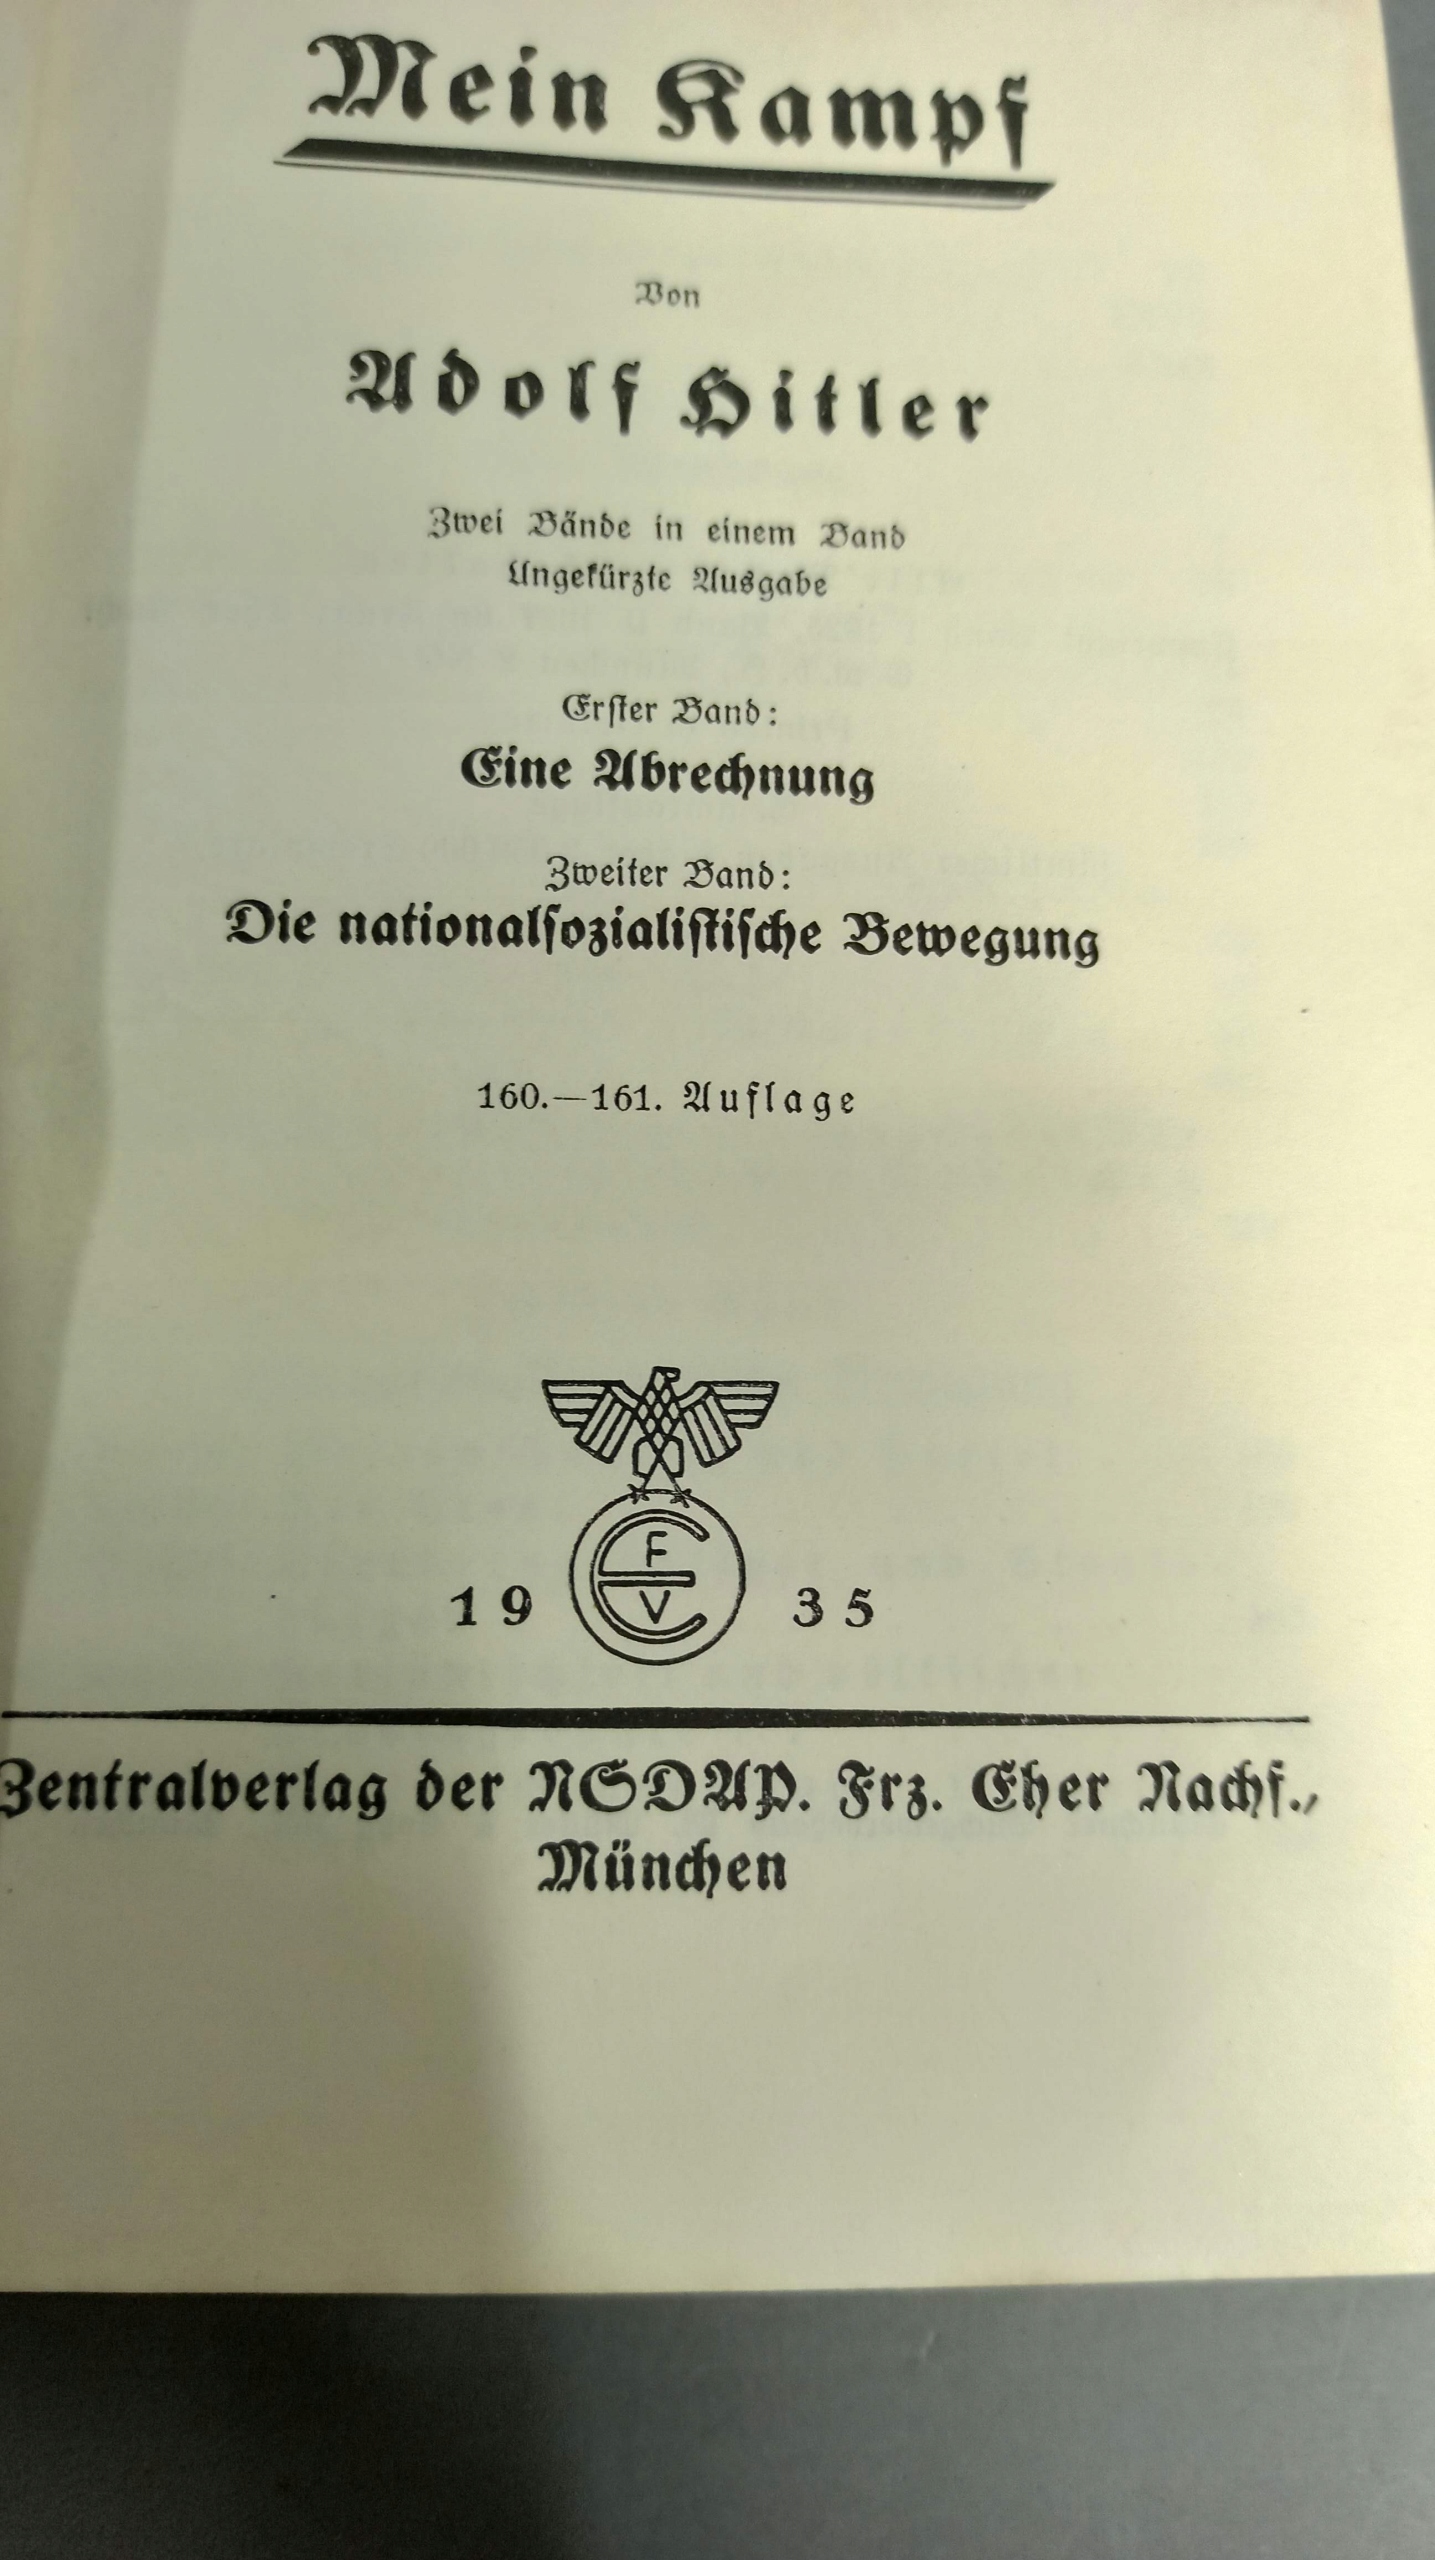 Mein Kampf
Von
Adolf Hitler
Zwei Bände in einem Band
Ungekürzte Ausgabe
Erſter Band:
Eine Abrechnung
Zweiter Band:
Die nationalſozialiſtiſche Bewegung
160.—161. Auflage
F
E
V
19 35
Zentralverlag der NSDAP. Frz. Eher Nachf.,
München